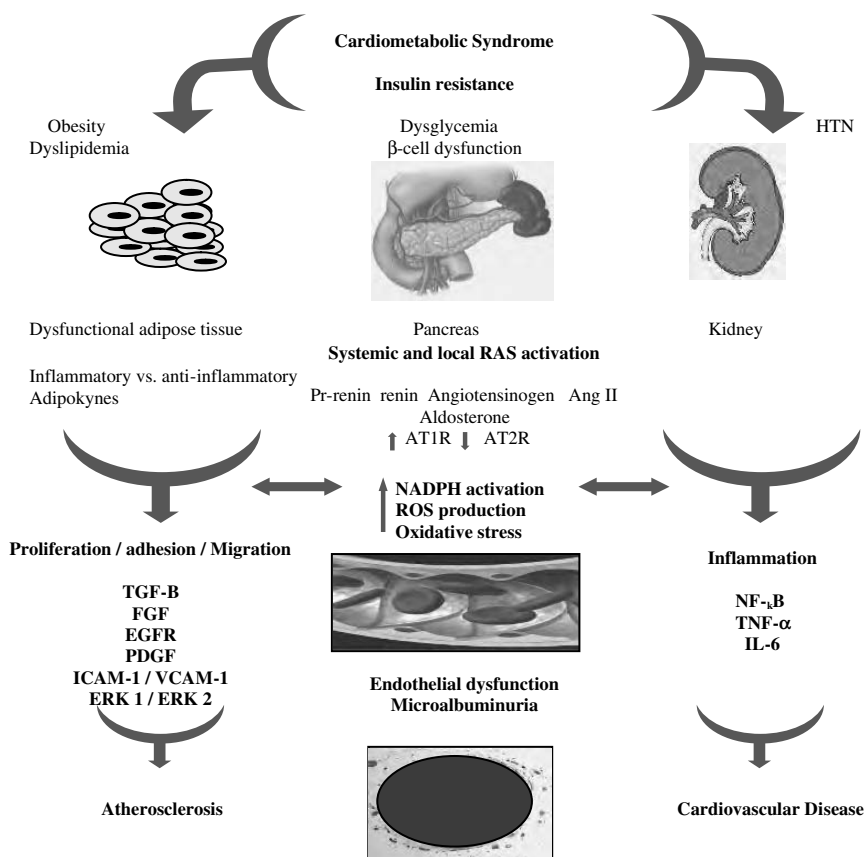 Cardiometabolic Syndrome
Insulin resistance
Obesity
Dyslipidemia
Dysglycemia
β-cell dysfunction
HTN
Dysfunctional adipose tissue
Pancreas
Kidney
Systemic and local RAS activation
Inflammatory vs. anti-inflammatory
Adipokynes
Pr-renin renin Angiotensinogen Ang II
Aldosterone
AT1R AT2R
NADPH activation
ROS production
Oxidative stress
Proliferation / adhesion / Migration
TGF-B
FGF
EGFR
PDGF
ICAM-1 / VCAM-1
ERK 1 / ERK 2
Inflammation
NF-κB
TNF-α
IL-6
Endothelial dysfunction
Microalbuminuria
Atherosclerosis
Cardiovascular Disease